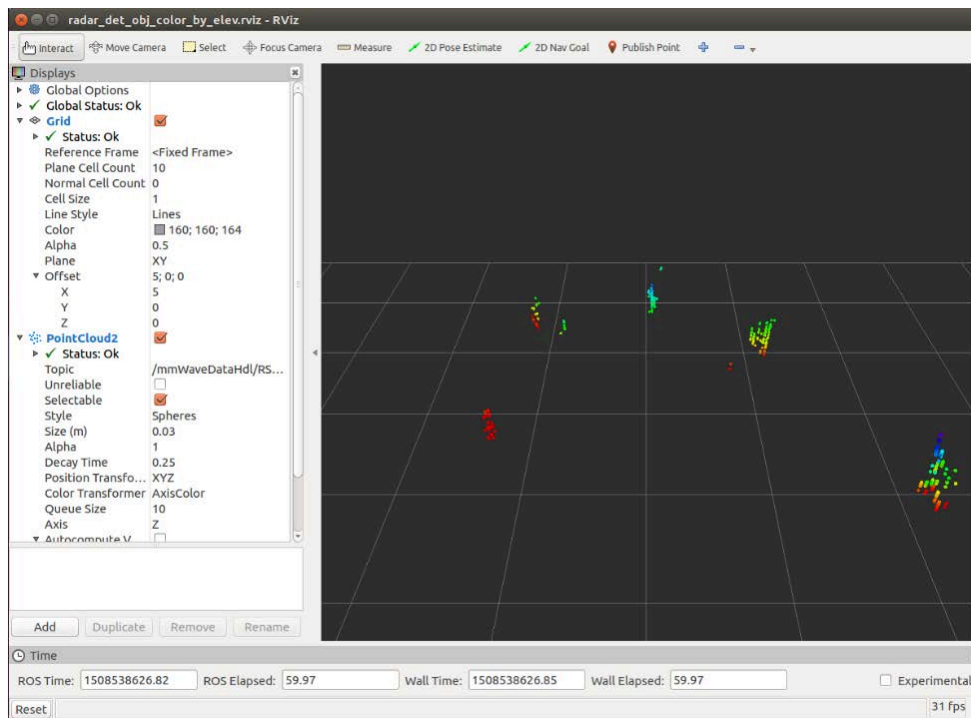 radar_det_obj_color_by_elev.rviz - RViz
Interact Move Camera Select Focus Camera Measure 2D Pose Estimate 2D Nav Goal Publish Point
Displays
Global Options
Global Status: Ok
Grid
Status: Ok
Reference Frame <Fixed Frame>
Plane Cell Count 10
Normal Cell Count 0
Cell Size 1
Line Style Lines
Color 160; 160; 164
Alpha 0.5
Plane XY
Offset 5; 0; 0
X 5
Y 0
Z 0
PointCloud2
Status: Ok
Topic /mmWaveDataHdl/RS...
Unreliable
Selectable
Style Spheres
Size (m) 0.03
Alpha 1
Decay Time 0.25
Position Transfo... XYZ
Color Transformer AxisColor
Queue Size 10
Axis Z
Autocompute V
Add Duplicate Remove Rename
Time
ROS Time: 1508538626.82 ROS Elapsed: 59.97 Wall Time: 1508538626.85 Wall Elapsed: 59.97 Experimental
Reset 31 fps